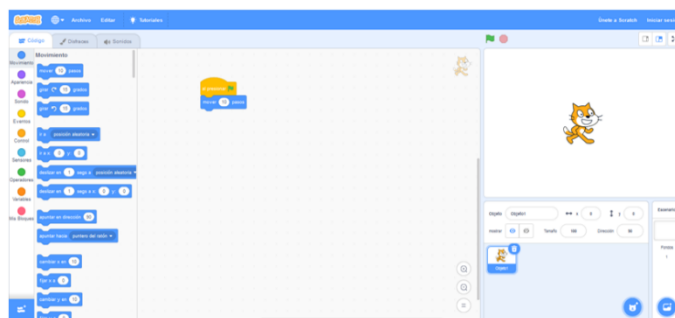 SCRATCH
Archivo
Editar
Tutoriales
Únete a Scratch
Iniciar sesi
Código
Disfraces
Sonidos
Movimiento
Movimiento
Apariencia
Sonido
Eventos
Control
Sensores
Operadores
Variables
Mis Bloques
mover 10 pasos
girar 15 grados
girar 15 grados
ir a posición aleatoria
ir a x: 0 y: 0
deslizar en 1 segs a posición aleatoria
deslizar en 1 segs a x: 0 y: 0
apuntar en dirección 90
apuntar hacia puntero del ratón
cambiar x en 10
fijar x a 0
cambiar y en 10
al presionar
mover 10 pasos
Objeto Objeto1 x 0 y 0
mostrar Tamaño 100 Dirección 90
Objeto1
Escenario
Fondos
1